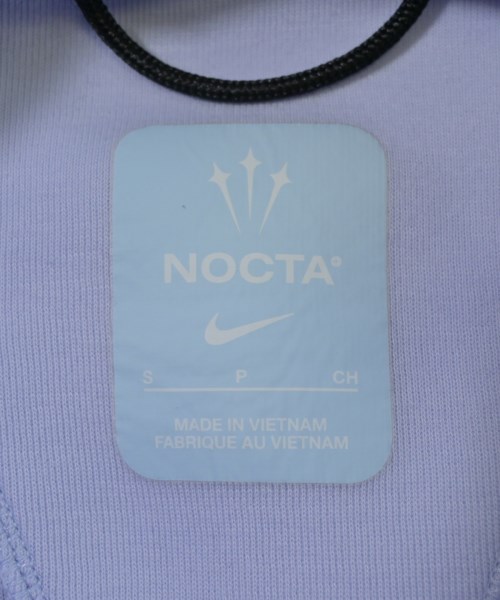 NOCTA°
S P CH
MADE IN VIETNAM
FABRIQUE AU VIETNAM